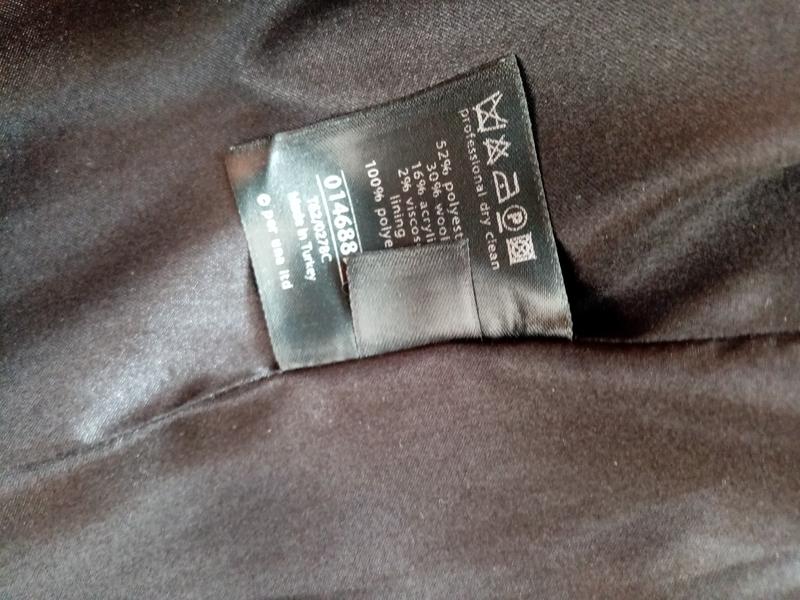 professional dry clean
52% polyest
30% wool
16% acryli
2% viscos
lining
100% polye
014688
T82/0278C
Made in Turkey
© per una ltd